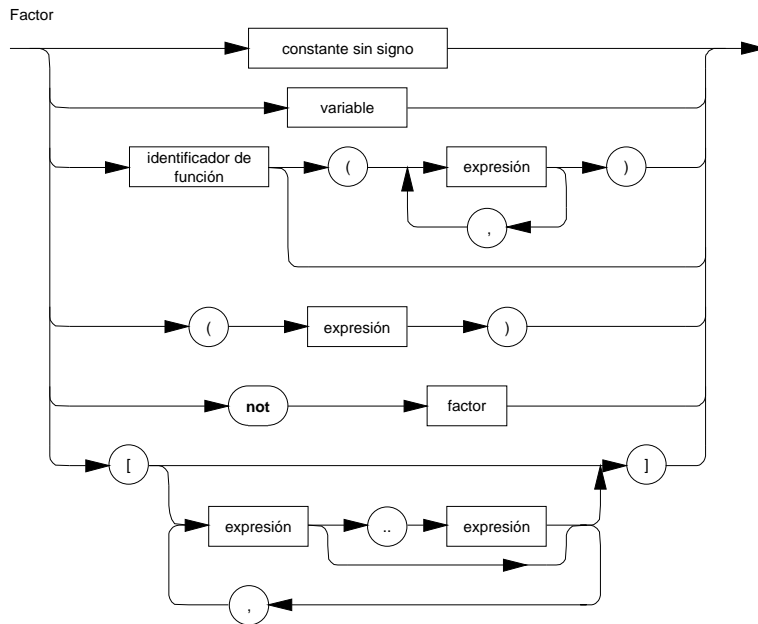 Factor
constante sin signo
variable
identificador de
función
(
expresión
)
,
(
expresión
)
not
factor
[
]
expresión
..
expresión
,